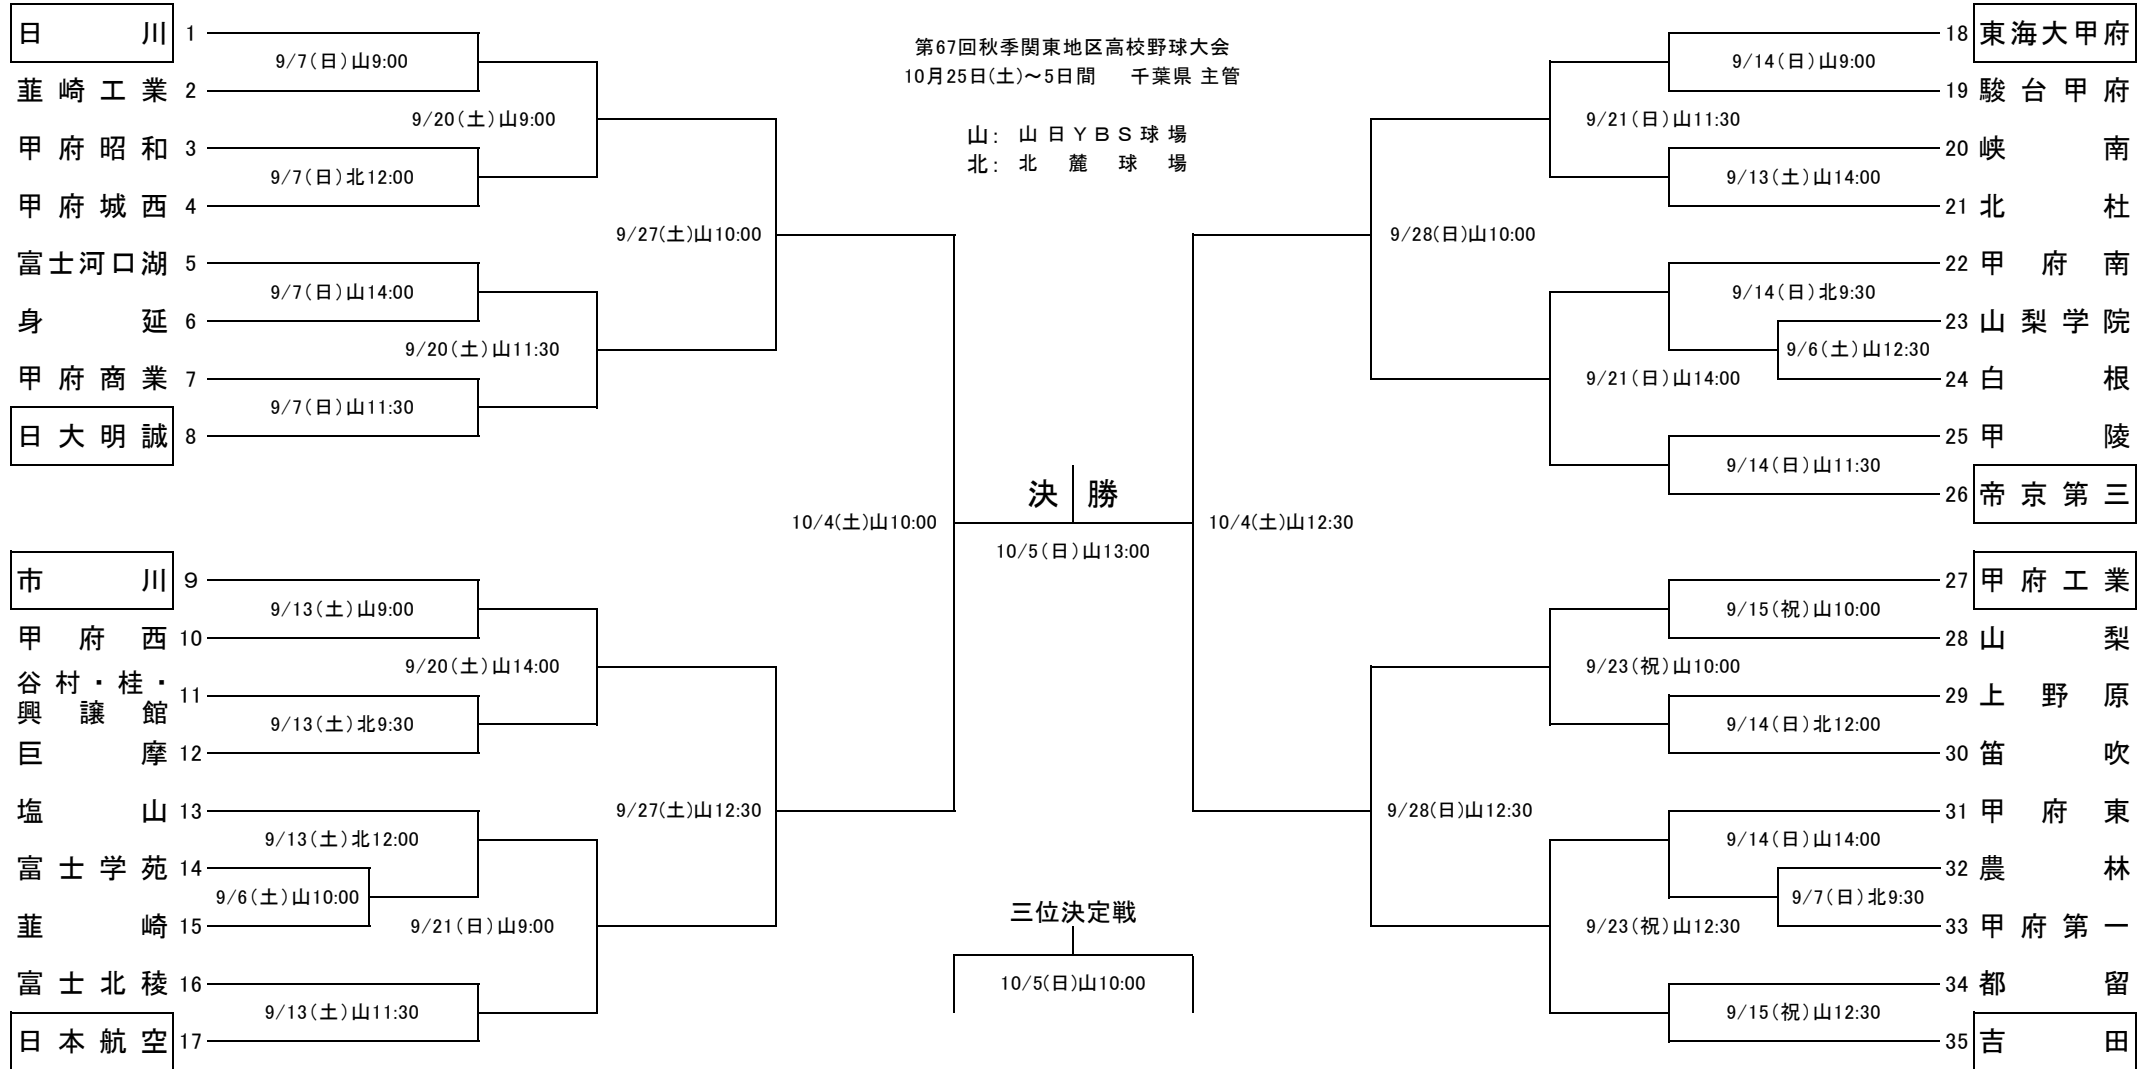 第67回秋季関東地区高校野球大会
10月25日(土)～5日間　千葉県 主管
山：山日ＹＢＳ球場
北：北麓球場
日川 1
9/7(日)山9:00
韮崎工業 2
9/20(土)山9:00
甲府昭和 3
9/7(日)北12:00
甲府城西 4
9/27(土)山10:00
富士河口湖 5
9/7(日)山14:00
身延 6
9/20(土)山11:30
甲府商業 7
9/7(日)山11:30
日大明誠 8
10/4(土)山10:00
市川 9
9/13(土)山9:00
甲府西 10
9/20(土)山14:00
谷村・桂・
興譲館 11
9/13(土)北9:30
巨摩 12
9/27(土)山12:30
塩山 13
9/13(土)北12:00
富士学苑 14
9/6(土)山10:00
韮崎 15
9/21(日)山9:00
富士北稜 16
9/13(土)山11:30
日本航空 17
決勝
10/5(日)山13:00
三位決定戦
10/5(日)山10:00
18 東海大甲府
9/14(日)山9:00
19 駿台甲府
9/21(日)山11:30
20 峡南
9/13(土)山14:00
21 北杜
9/28(日)山10:00
22 甲府南
9/14(日)北9:30
23 山梨学院
9/6(土)山12:30
24 白根
9/21(日)山14:00
25 甲陵
9/14(日)山11:30
26 帝京第三
10/4(土)山12:30
27 甲府工業
9/15(祝)山10:00
28 山梨
9/23(祝)山10:00
29 上野原
9/14(日)北12:00
30 笛吹
9/28(日)山12:30
31 甲府東
9/14(日)山14:00
32 農林
9/7(日)北9:30
33 甲府第一
9/23(祝)山12:30
34 都留
9/15(祝)山12:30
35 吉田